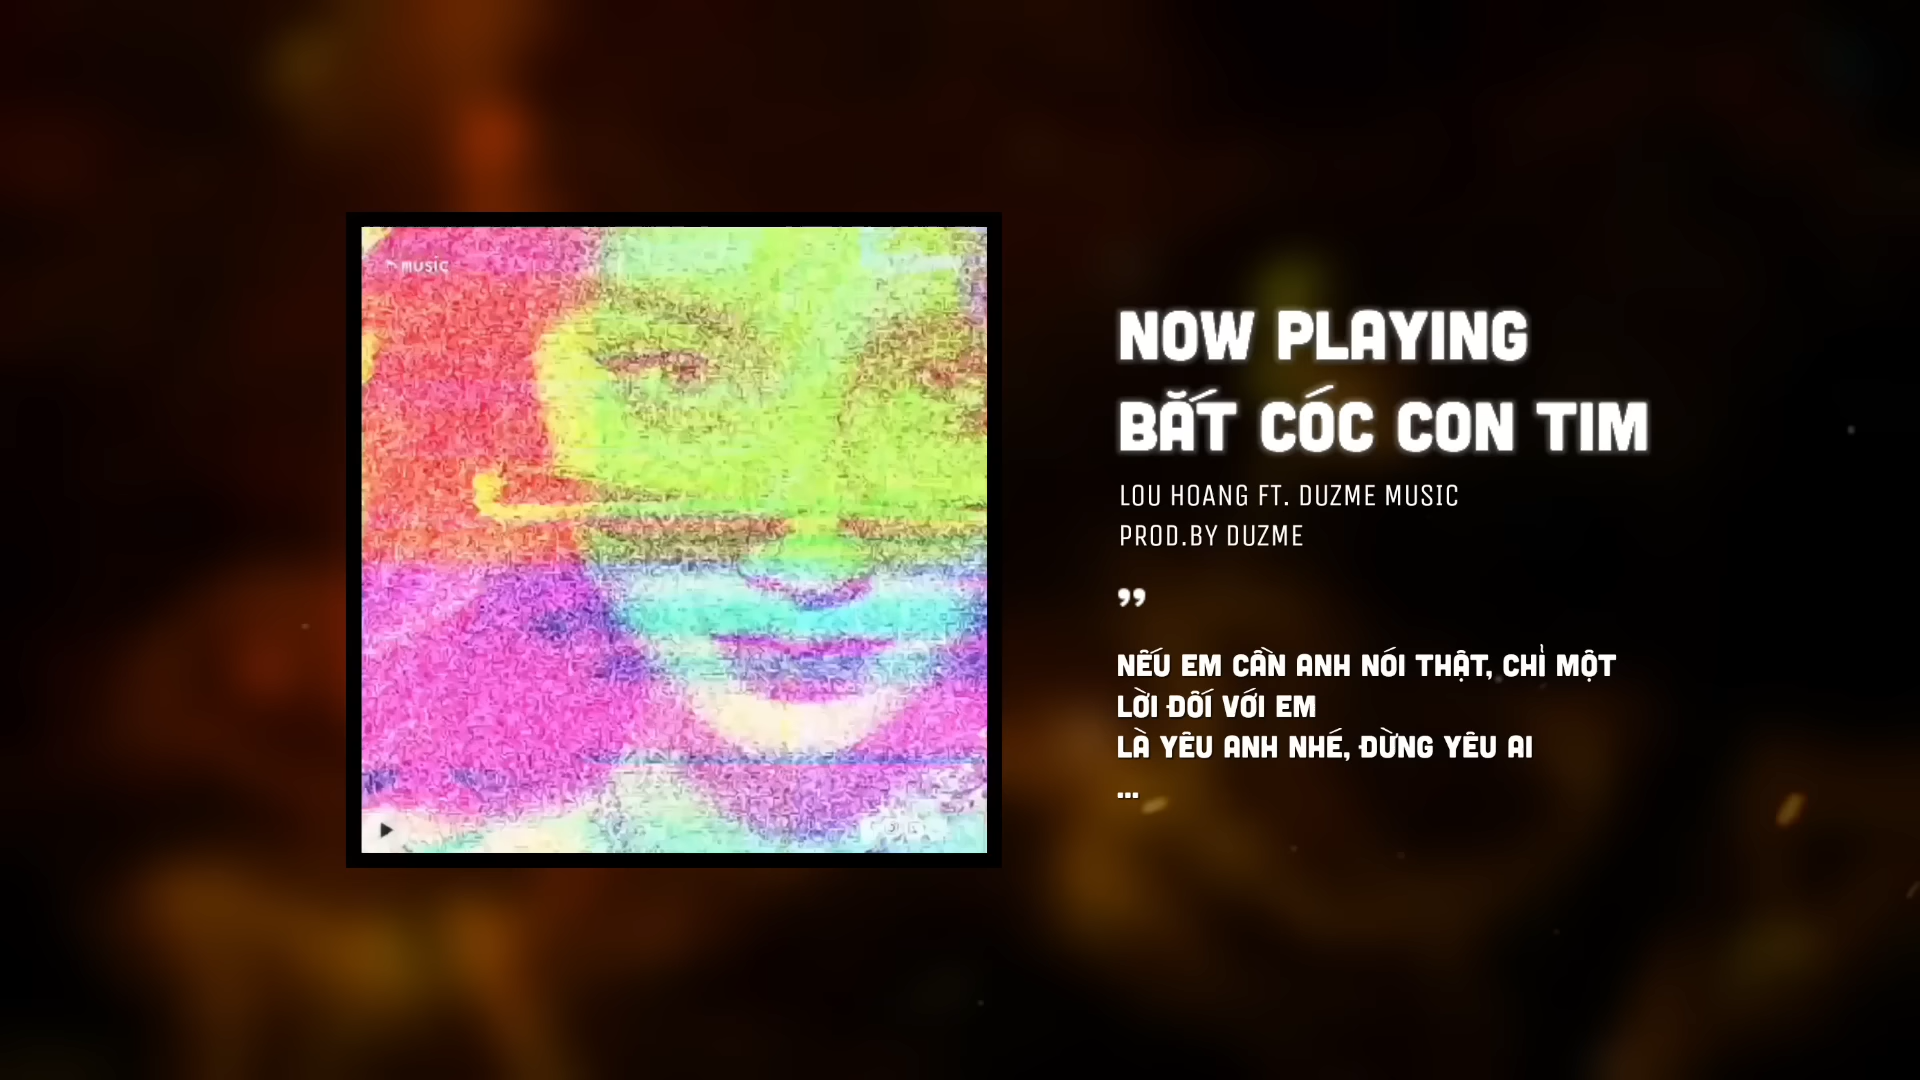 music
NOW PLAYING
BẮT CÓC CON TIM
LOU HOANG FT. DUZME MUSIC
PROD.BY DUZME
”
NẾU EM CẦN ANH NÓI THẬT, CHỈ MỘT
LỜI ĐỐI VỚI EM
LÀ YÊU ANH NHÉ, ĐỪNG YÊU AI
...